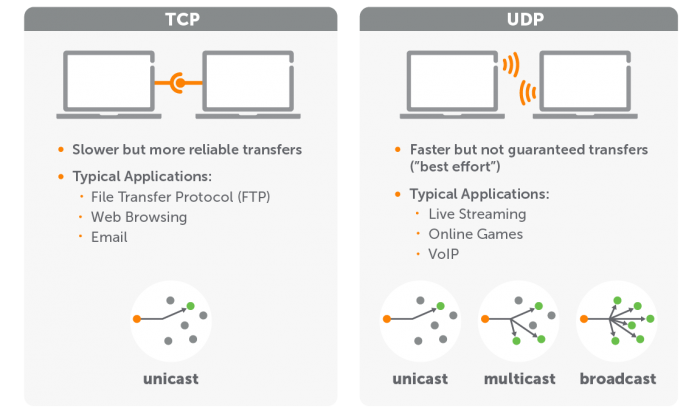 TCP
Slower but more reliable transfers
Typical Applications:
File Transfer Protocol (FTP)
Web Browsing
Email
unicast
UDP
Faster but not guaranteed transfers
("best effort")
Typical Applications:
Live Streaming
Online Games
VoIP
unicast
multicast
broadcast